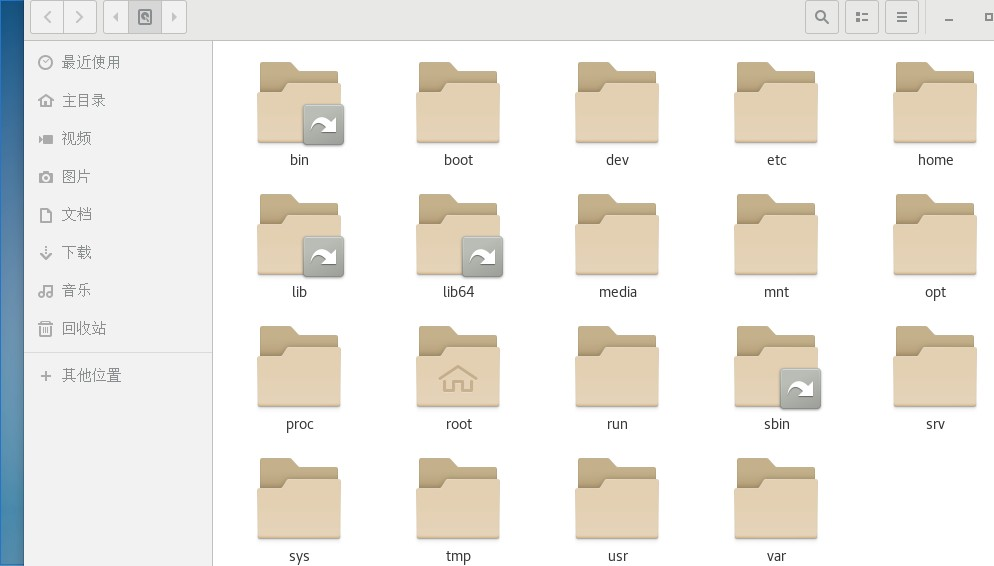 最近使用
主目录
视频
图片
文档
下载
音乐
回收站
其他位置
bin
boot
dev
etc
home
lib
lib64
media
mnt
opt
proc
root
run
sbin
srv
sys
tmp
usr
var